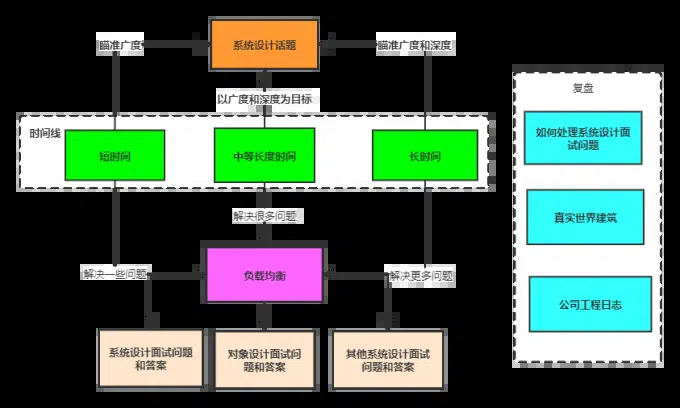 系统设计话题
瞄准广度
瞄准广度和深度
以广度和深度为目标
时间线
短时间
中等长度时间
长时间
解决很多问题
解决一些问题
负载均衡
解决更多问题
系统设计面试问题
和答案
对象设计面试问
题和答案
其他系统设计面试
问题和答案
复盘
如何处理系统设计面
试问题
真实世界建筑
公司工程日志